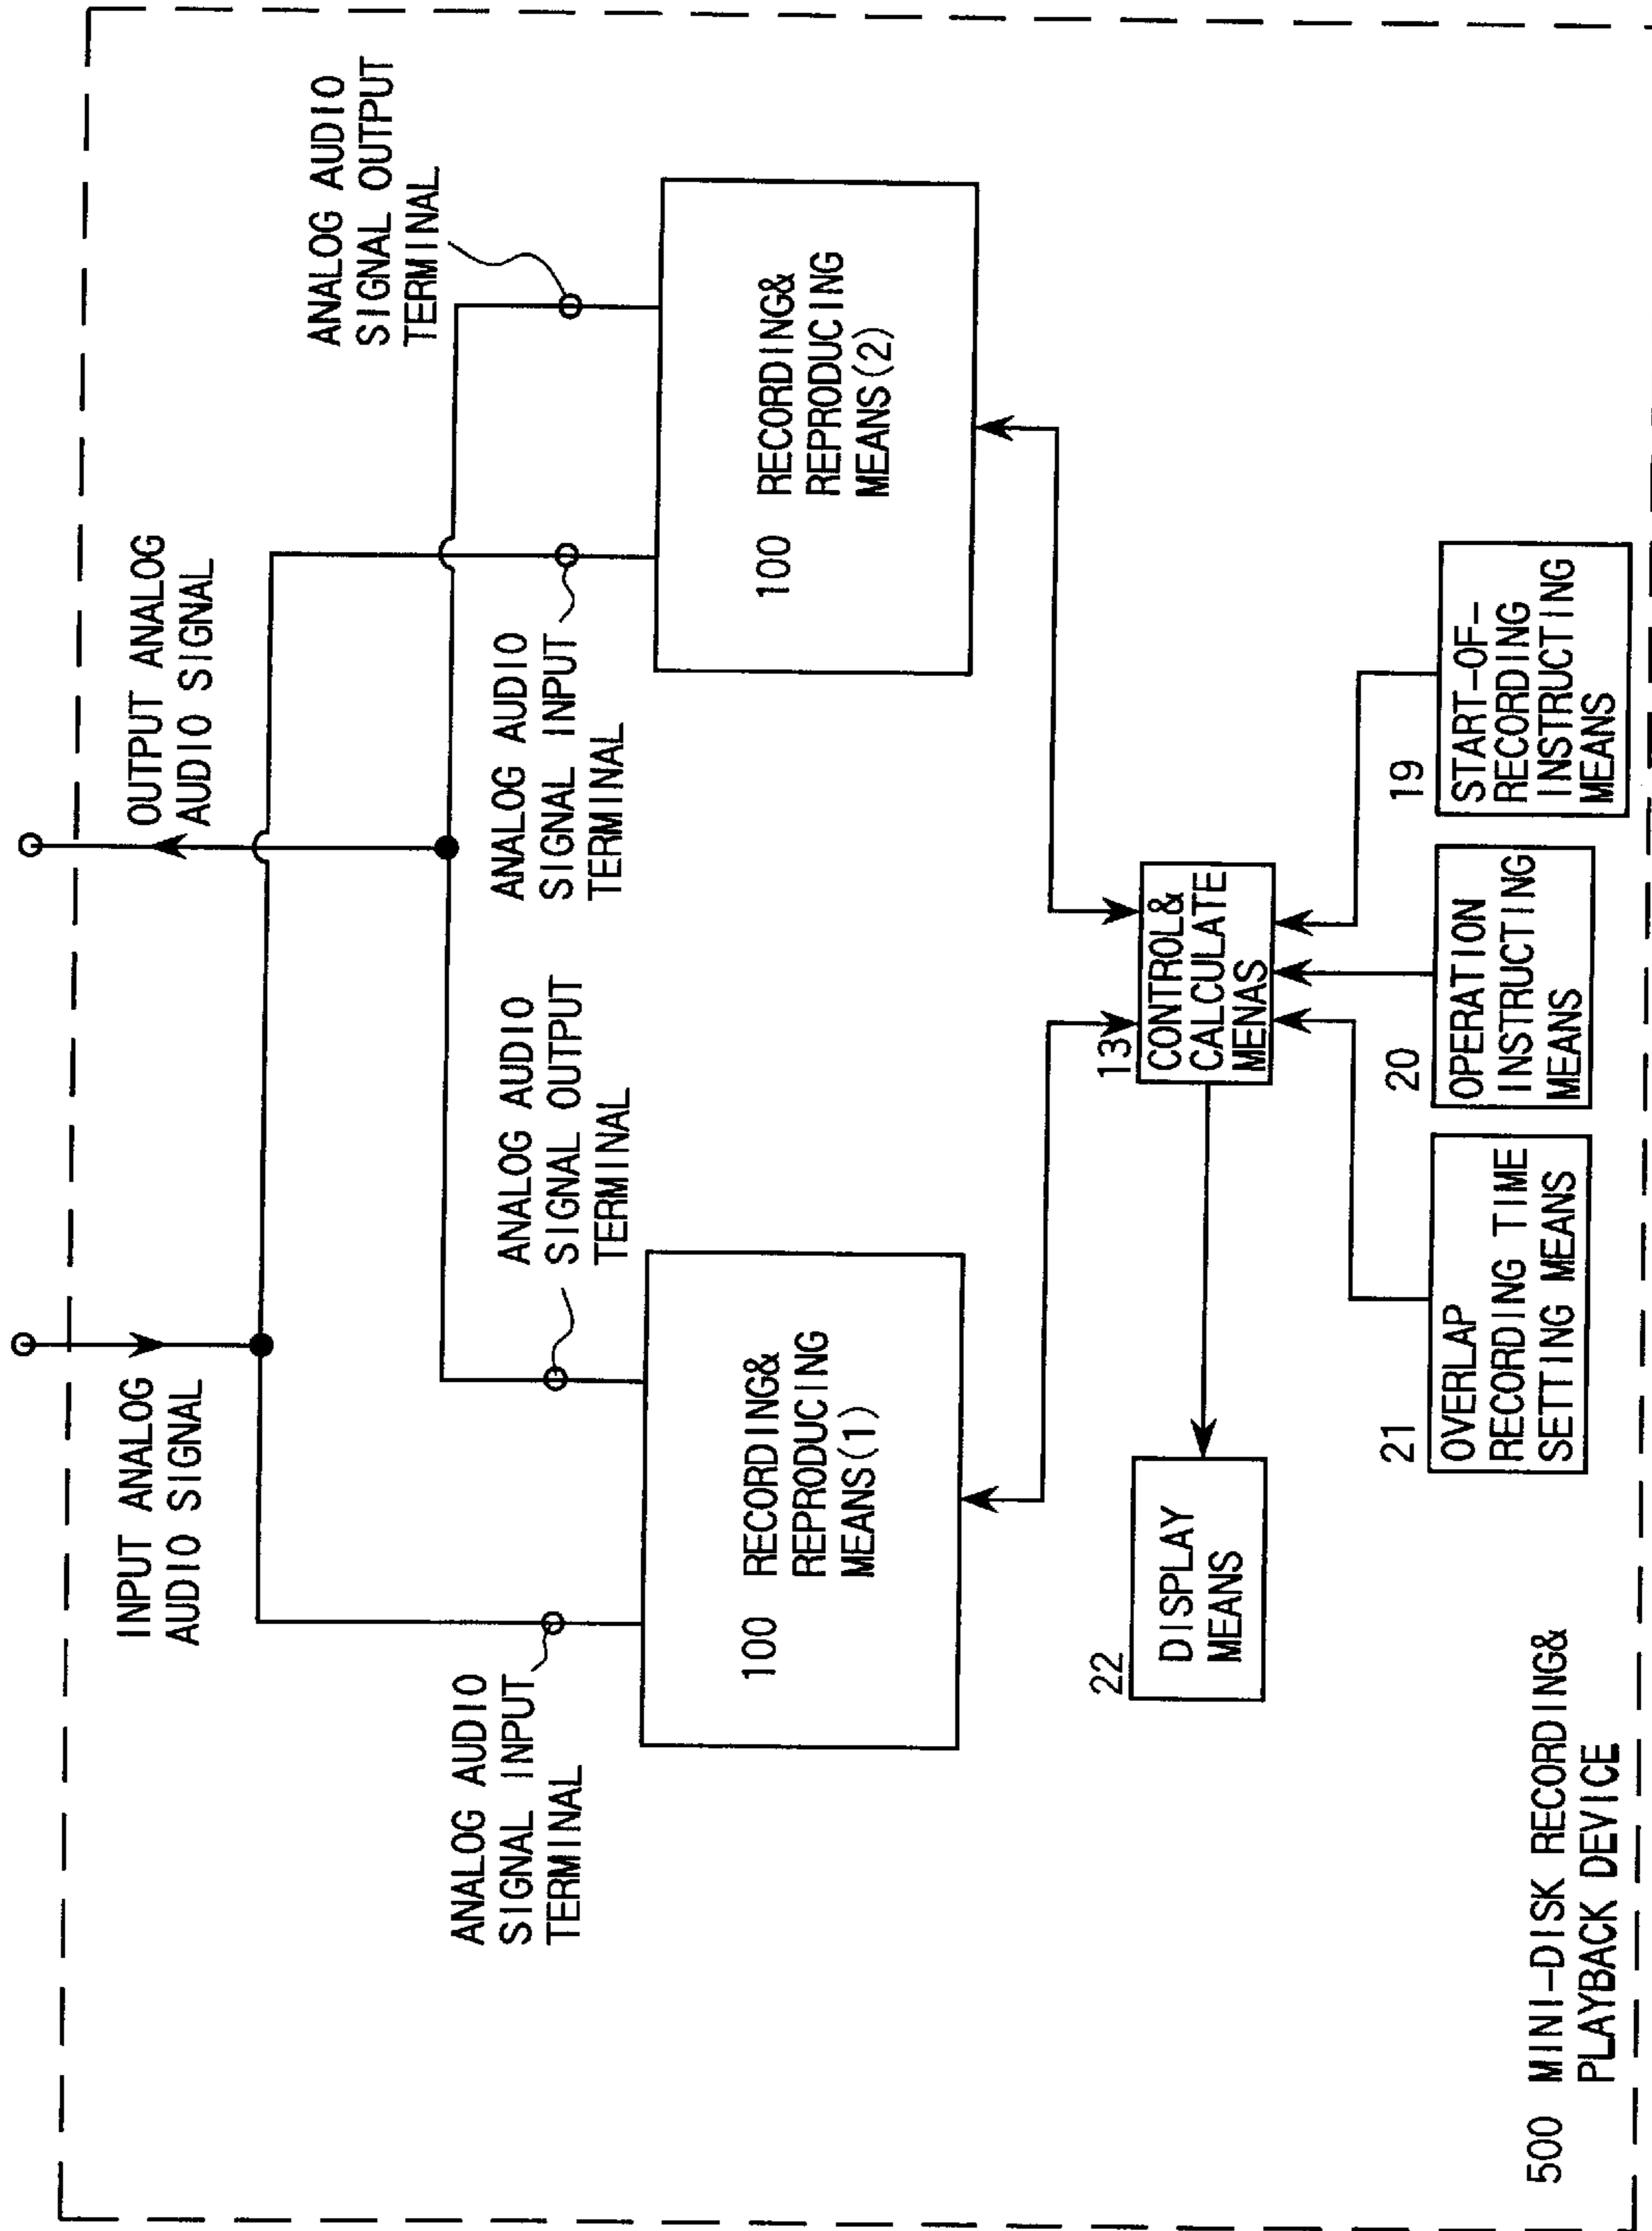 INPUT ANALOG
AUDIO SIGNAL
OUTPUT ANALOG
AUDIO SIGNAL
ANALOG AUDIO
SIGNAL INPUT
TERMINAL
ANALOG AUDIO
SIGNAL OUTPUT
TERMINAL
ANALOG AUDIO
SIGNAL INPUT
TERMINAL
ANALOG AUDIO
SIGNAL OUTPUT
TERMINAL
100 RECORDING&
REPRODUCING
MEANS(1)
100 RECORDING&
REPRODUCING
MEANS(2)
22
DISPLAY
MEANS
13
CONTROL&
CALCULATE
MENAS
21
OVERLAP
RECORDING TIME
SETTING MEANS
20
OPERATION
INSTRUCTING
MEANS
19
START-OF-
RECORDING
INSTRUCTING
MEANS
500 MINI-DISK RECORDING&
PLAYBACK DEVICE